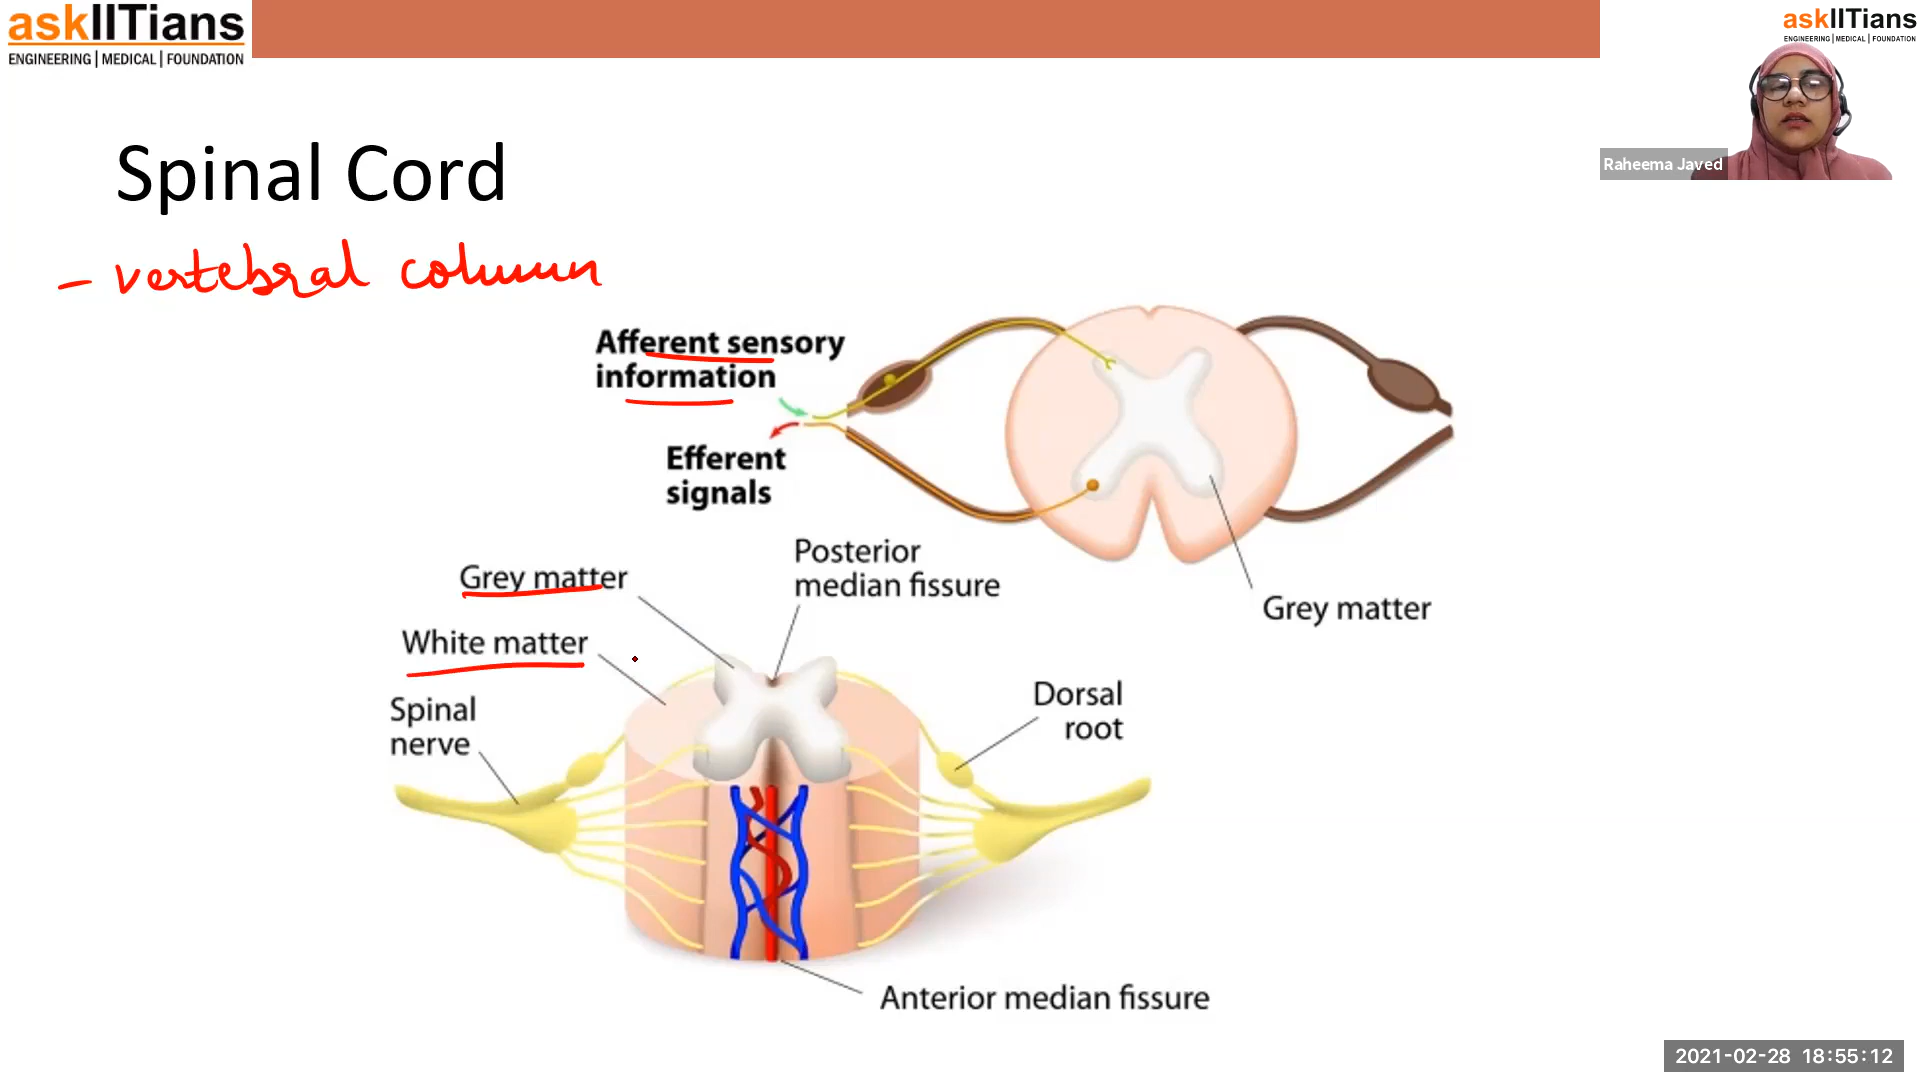 askIITians
ENGINEERING | MEDICAL | FOUNDATION
askIITians
ENGINEERING | MEDICAL | FOUNDATION
Raheema Javed
Spinal Cord
- vertebral column
Afferent sensory
information
Efferent
signals
Grey matter
Posterior
median fissure
Grey matter
White matter
Spinal
nerve
Dorsal
root
Anterior median fissure
2021-02-28 18:55:12